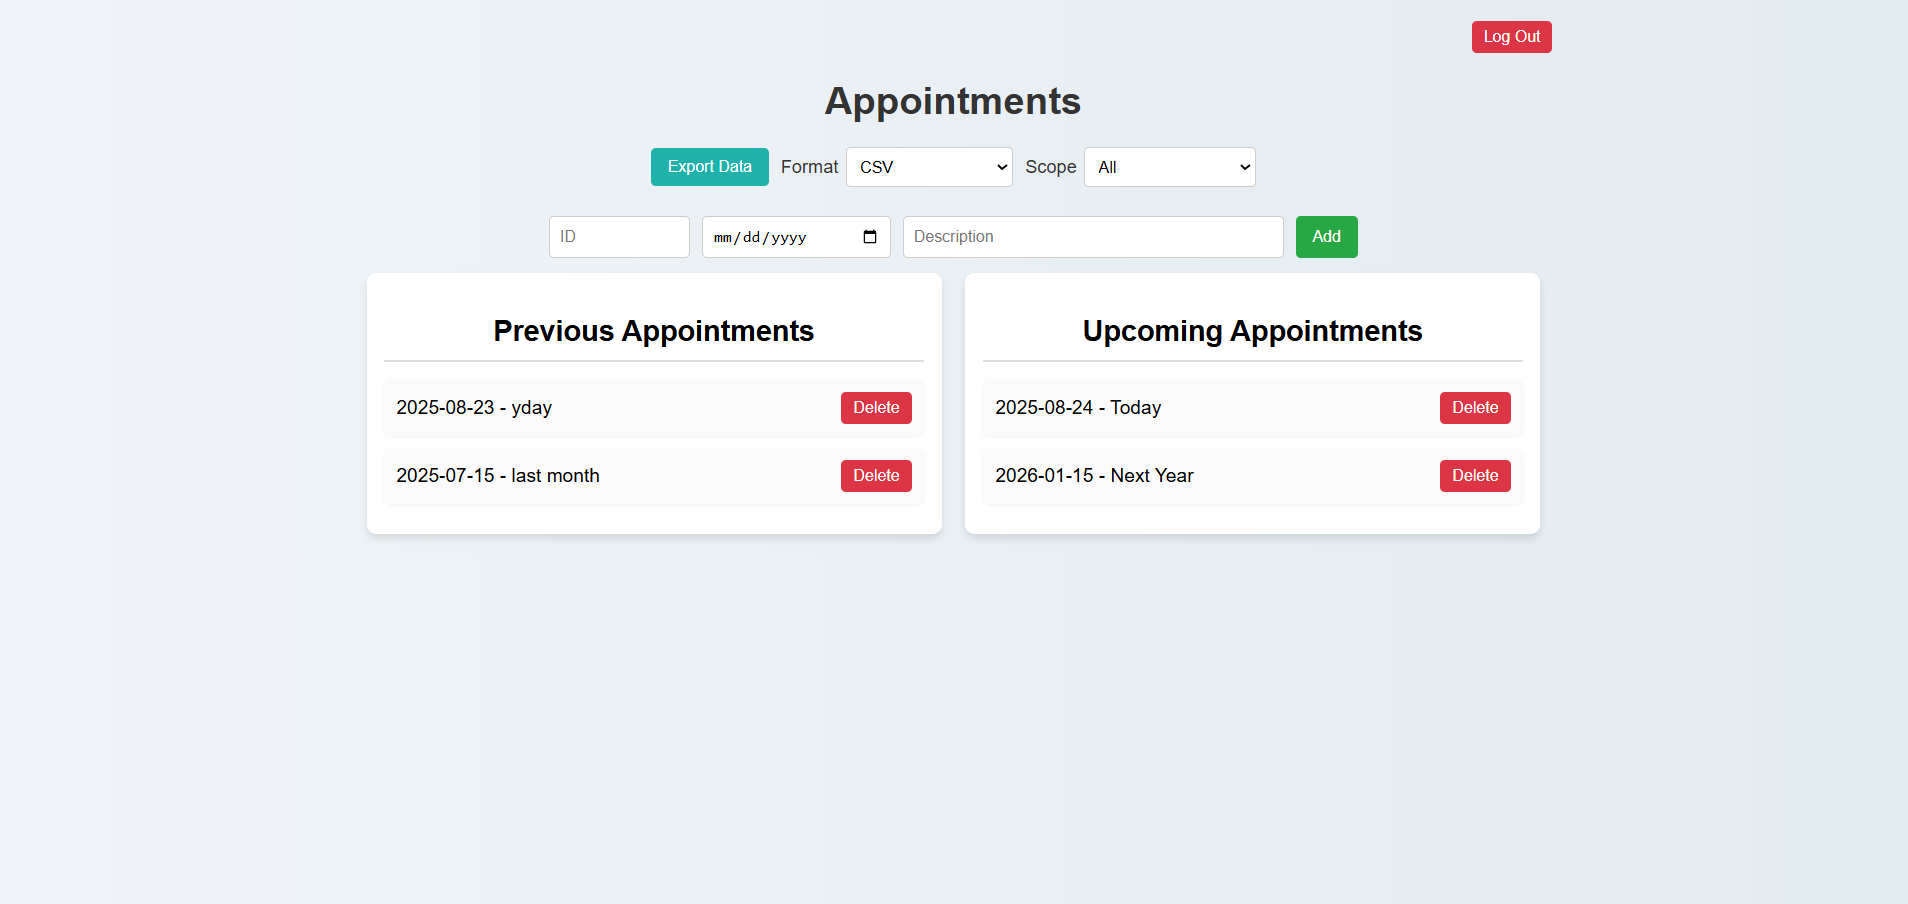 Log Out
Appointments
Export Data Format CSV Scope All
ID mm/dd/yyyy Description Add
Previous Appointments
2025-08-23 - yday Delete
2025-07-15 - last month Delete
Upcoming Appointments
2025-08-24 - Today Delete
2026-01-15 - Next Year Delete